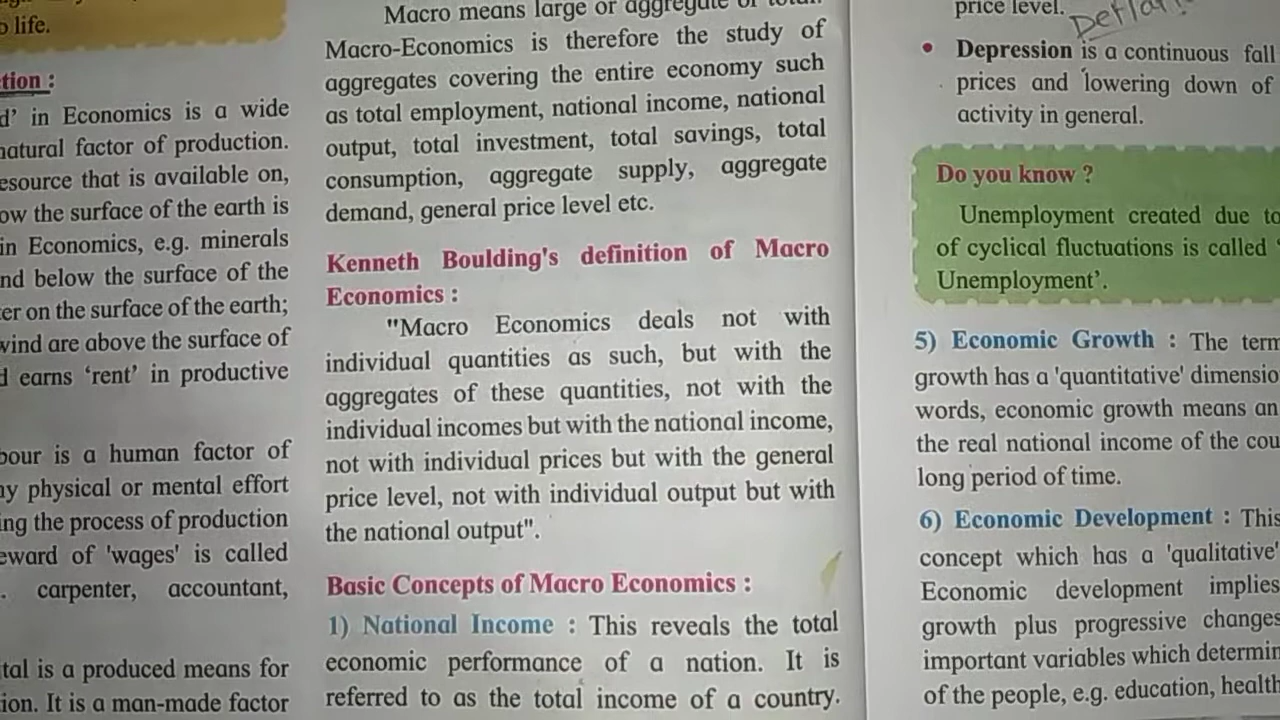 life.
tion :
in Economics is a wide
natural factor of production.
esource that is available on,
ow the surface of the earth is
in Economics, e.g. minerals
nd below the surface of the
er on the surface of the earth;
wind are above the surface of
earns ‘rent’ in productive
bour is a human factor of
ny physical or mental effort
ing the process of production
eward of 'wages' is called
. carpenter, accountant,
tal is a produced means for
ion. It is a man-made factor
Macro means large or aggregate or total.
Macro-Economics is therefore the study of
aggregates covering the entire economy such
as total employment, national income, national
output, total investment, total savings, total
consumption, aggregate supply, aggregate
demand, general price level etc.
Kenneth Boulding's definition of Macro
Economics :
"Macro Economics deals not with
individual quantities as such, but with the
aggregates of these quantities, not with the
individual incomes but with the national income,
not with individual prices but with the general
price level, not with individual output but with
the national output".
Basic Concepts of Macro Economics :
1) National Income : This reveals the total
economic performance of a nation. It is
referred to as the total income of a country.
price level.
• Depression is a continuous fall
prices and lowering down of
activity in general.
Do you know ?
Unemployment created due to
of cyclical fluctuations is called ‘
Unemployment’.
5) Economic Growth : The term
growth has a 'quantitative' dimensio
words, economic growth means an
the real national income of the cou
long period of time.
6) Economic Development : This
concept which has a 'qualitative'
Economic development implies
growth plus progressive changes
important variables which determin
of the people, e.g. education, health